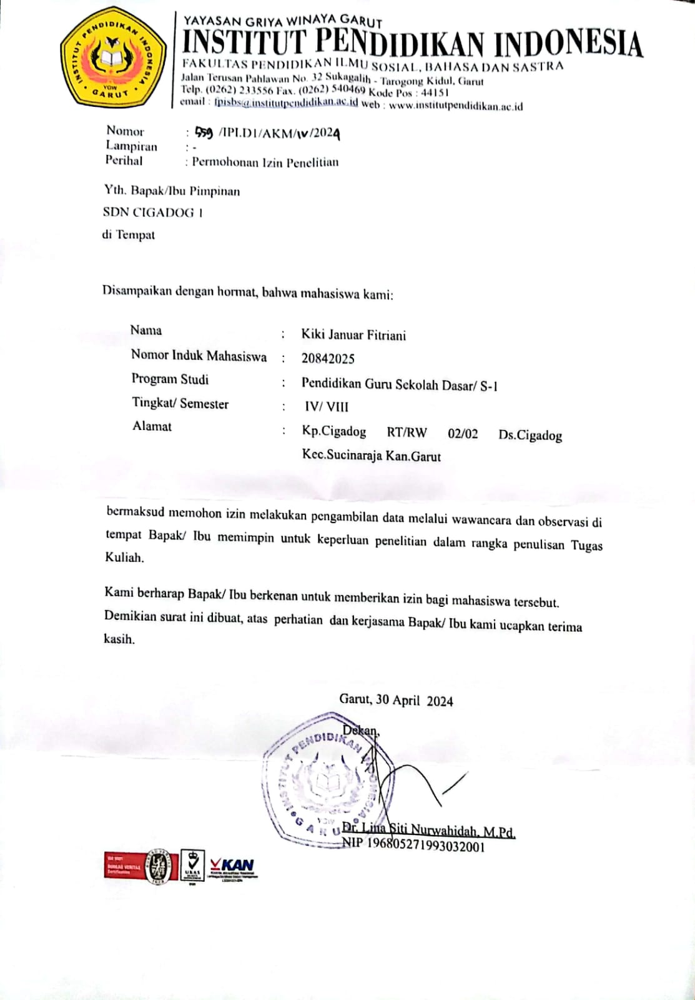 YAYASAN GRIYA WINAYA GARUT
INSTITUT PENDIDIKAN INDONESIA
FAKULTAS PENDIDIKAN ILMU SOSIAL, BAHASA DAN SASTRA
Jalan Terusan Pahlawan No. 32 Sukagalih - Tarogong Kidul, Garut
Telp. (0262) 233556 Fax. (0262) 540469 Kode Pos : 44151
email : fpisbs@institutpendidikan.ac.id web : www.institutpendidikan.ac.id
INSTITUT PENDIDIKAN INDONESIA
YGW
GARUT
Nomor : 559 /IPI.D1/AKM/IV/2024
Lampiran : -
Perihal : Permohonan Izin Penelitian
Yth. Bapak/Ibu Pimpinan
SDN CIGADOG 1
di Tempat
Disampaikan dengan hormat, bahwa mahasiswa kami:
Nama : Kiki Januar Fitriani
Nomor Induk Mahasiswa : 20842025
Program Studi : Pendidikan Guru Sekolah Dasar/ S-1
Tingkat/ Semester : IV/ VIII
Alamat : Kp.Cigadog RT/RW 02/02 Ds.Cigadog
Kec.Sucinaraja Kan.Garut
bermaksud memohon izin melakukan pengambilan data melalui wawancara dan observasi di
tempat Bapak/ Ibu memimpin untuk keperluan penelitian dalam rangka penulisan Tugas
Kuliah.
Kami berharap Bapak/ Ibu berkenan untuk memberikan izin bagi mahasiswa tersebut.
Demikian surat ini dibuat, atas perhatian dan kerjasama Bapak/ Ibu kami ucapkan terima
kasih.
Garut, 30 April 2024
Dekan,
INSTITUT PENDIDIKAN INDONESIA
YGW
GARUT
Dr. Lina Siti Nurwahidah, M.Pd.
NIP 196805271993032001
ISO 9001
BUREAU VERITAS
Certification
UKAS
KAN